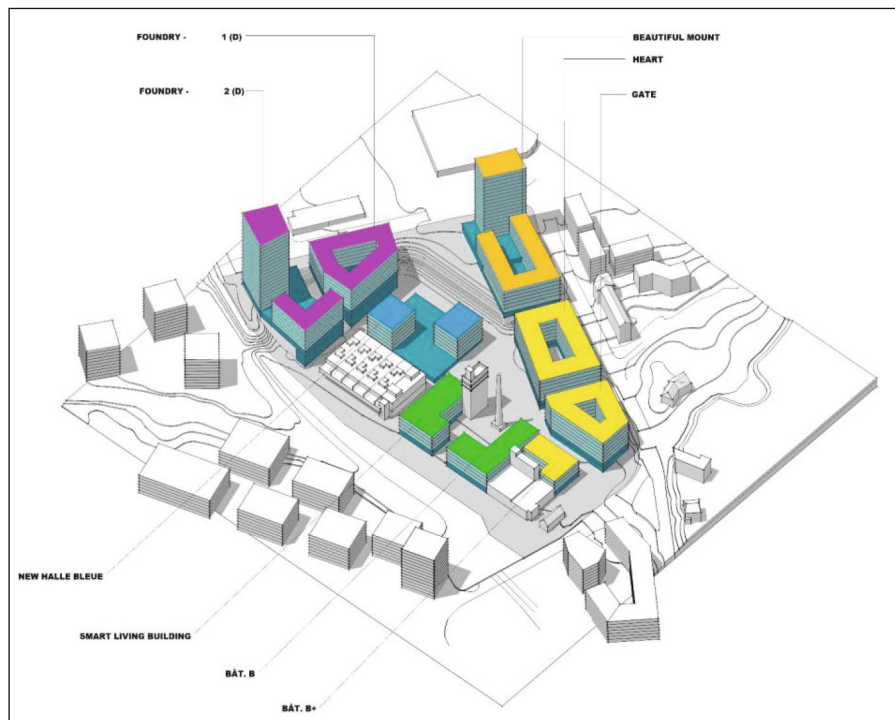 FOUNDRY - 1 (D)
BEAUTIFUL MOUNT
HEART
FOUNDRY - 2 (D)
GATE
NEW HALLE BLEUE
SMART LIVING BUILDING
BÂT. B
BÂT. B+